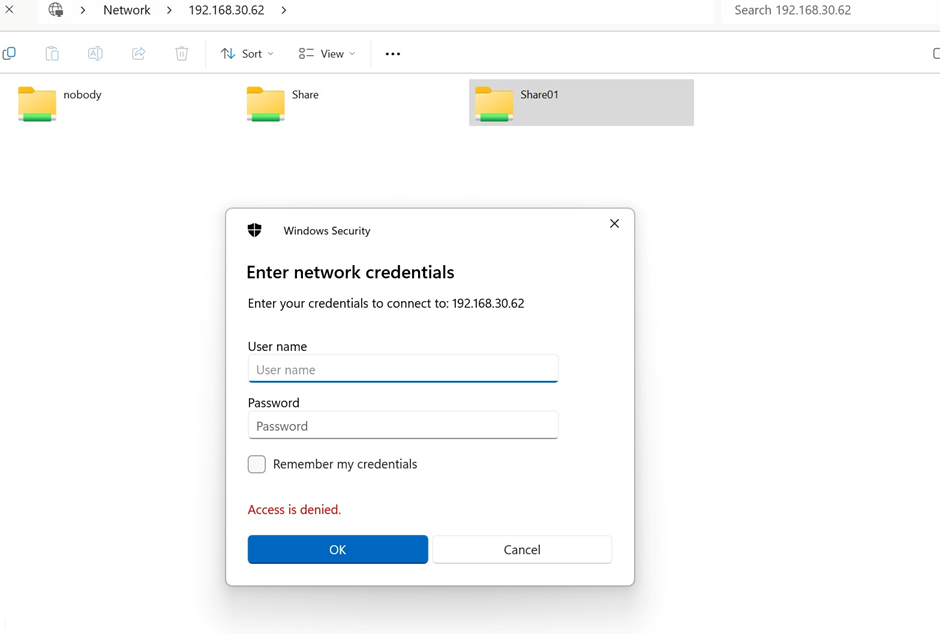 Network 192.168.30.62 Search 192.168.30.62
Sort View
nobody Share Share01
Windows Security
Enter network credentials
Enter your credentials to connect to: 192.168.30.62
User name
User name
Password
Password
Remember my credentials
Access is denied.
OK Cancel